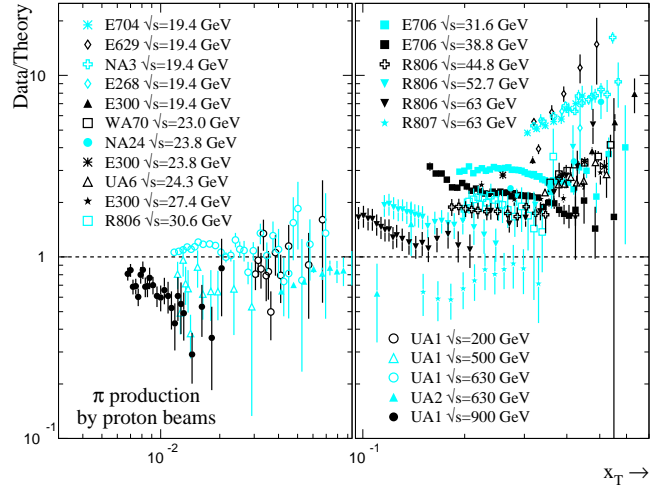 Data/Theory
10
1
10⁻¹
E704 √s=19.4 GeV
E629 √s=19.4 GeV
NA3 √s=19.4 GeV
E268 √s=19.4 GeV
E300 √s=19.4 GeV
WA70 √s=23.0 GeV
NA24 √s=23.8 GeV
E300 √s=23.8 GeV
UA6 √s=24.3 GeV
E300 √s=27.4 GeV
R806 √s=30.6 GeV
E706 √s=31.6 GeV
E706 √s=38.8 GeV
R806 √s=44.8 GeV
R806 √s=52.7 GeV
R806 √s=63 GeV
R807 √s=63 GeV
π production
by proton beams
UA1 √s=200 GeV
UA1 √s=500 GeV
UA1 √s=630 GeV
UA2 √s=630 GeV
UA1 √s=900 GeV
10⁻²
10⁻¹
1
x_T →